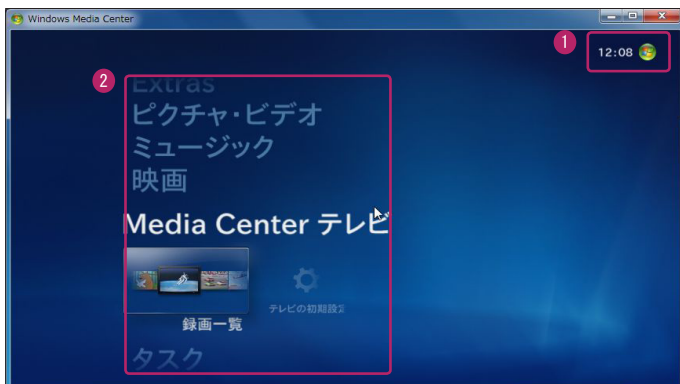 Windows Media Center
1
12:08
2
Extras
ピクチャ・ビデオ
ミュージック
映画
Media Center テレビ
録画一覧
テレビの初期設定
タスク